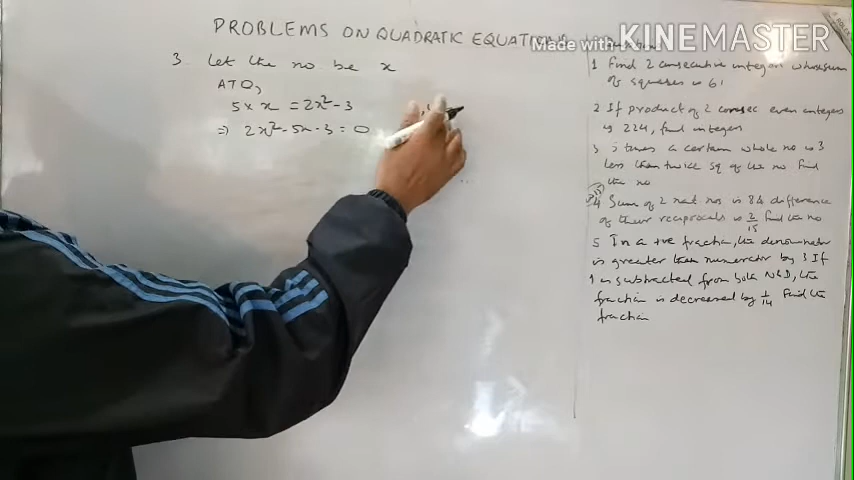 PROBLEMS ON QUADRATIC EQUATIONS
Made with KINEMASTER
3 Let the no. be x
ATQ,
5 × x = 2x² - 3
⇒ 2x² - 5x - 3 = 0
1 Find 2 consecutive integers whose sum
of squares is 61
2 If product of 2 consec even integers
is 224, find integers
3 5 times a certain whole no is 3
less than twice sq of the no find
the no
4 Sum of 2 nat nos is 8 & difference
of their reciprocals is 2/15 find the no
5 In a +ve fraction, the denominator
is greater than numerator by 3 If
1 is subtracted from both N&D, the
fraction is decreased by 1/14 Find the
fraction